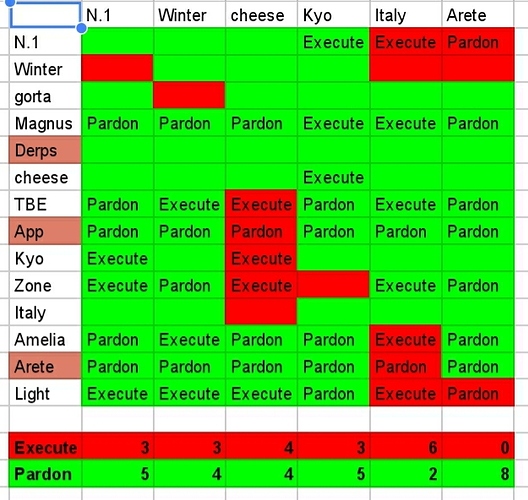 N.1 Winter cheese Kyo Italy Arete
N.1 Execute Execute Pardon
Winter
gorta
Magnus Pardon Pardon Pardon Execute Execute Pardon
Derps
cheese Execute
TBE Pardon Execute Execute Pardon Execute Pardon
App Pardon Pardon Pardon Pardon Pardon Pardon
Kyo Execute Execute
Zone Execute Pardon Execute Execute Pardon
Italy
Amelia Pardon Execute Pardon Pardon Execute Pardon
Arete Pardon Pardon Pardon Pardon Pardon Pardon
Light Execute Execute Execute Pardon Execute Pardon
Execute 3 3 4 3 6 0
Pardon 5 4 4 5 2 8